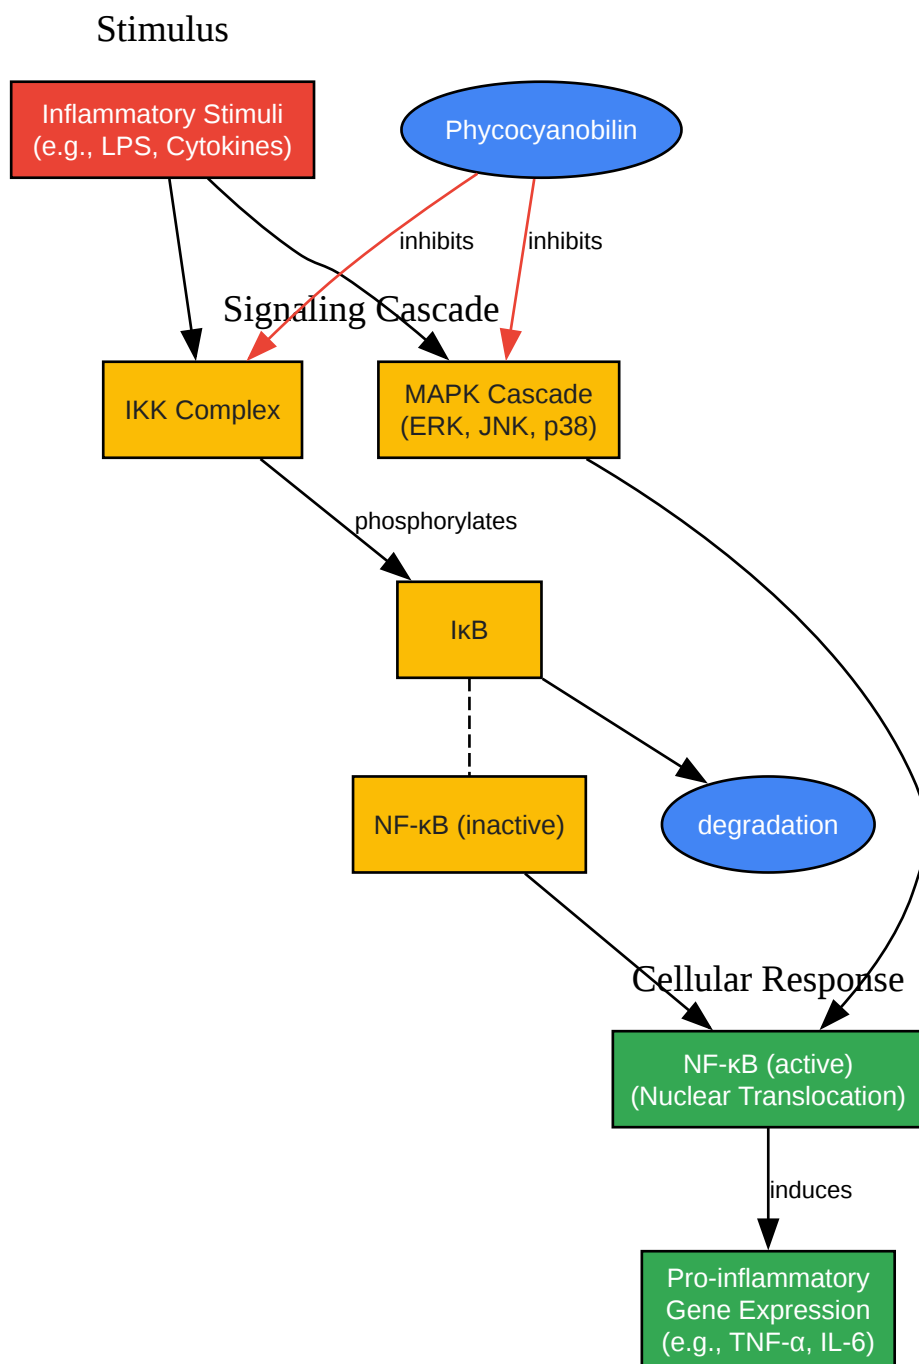 Stimulus
Inflammatory Stimuli
(e.g., LPS, Cytokines)
Phycocyanobilin
inhibits
inhibits
Signaling Cascade
IKK Complex
MAPK Cascade
(ERK, JNK, p38)
phosphorylates
IκB
NF-κB (inactive)
degradation
Cellular Response
NF-κB (active)
(Nuclear Translocation)
induces
Pro-inflammatory
Gene Expression
(e.g., TNF-α, IL-6)